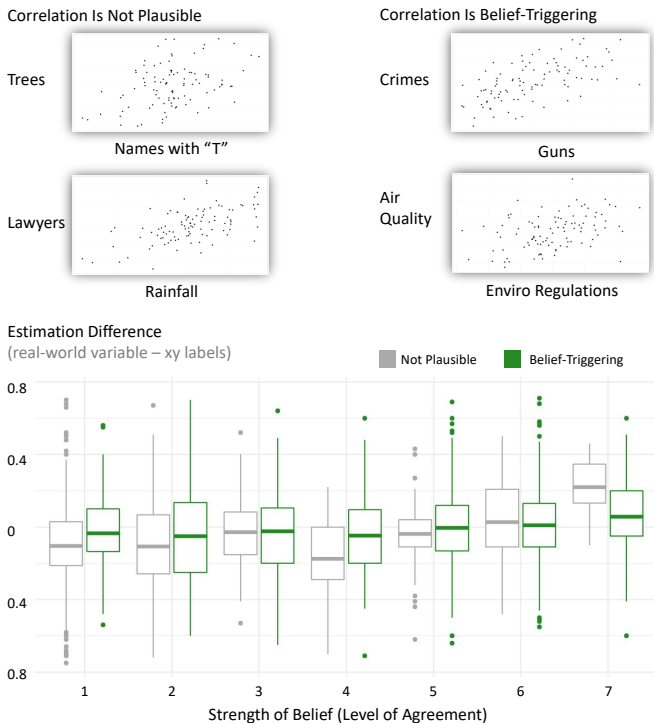 Correlation Is Not Plausible
Correlation Is Belief-Triggering
Trees
Names with “T”
Crimes
Guns
Lawyers
Rainfall
Air
Quality
Enviro Regulations
Estimation Difference
(real-world variable – xy labels)
Not Plausible
Belief-Triggering
0.8
0.4
0
0.4
0.8
1
2
3
4
5
6
7
Strength of Belief (Level of Agreement)